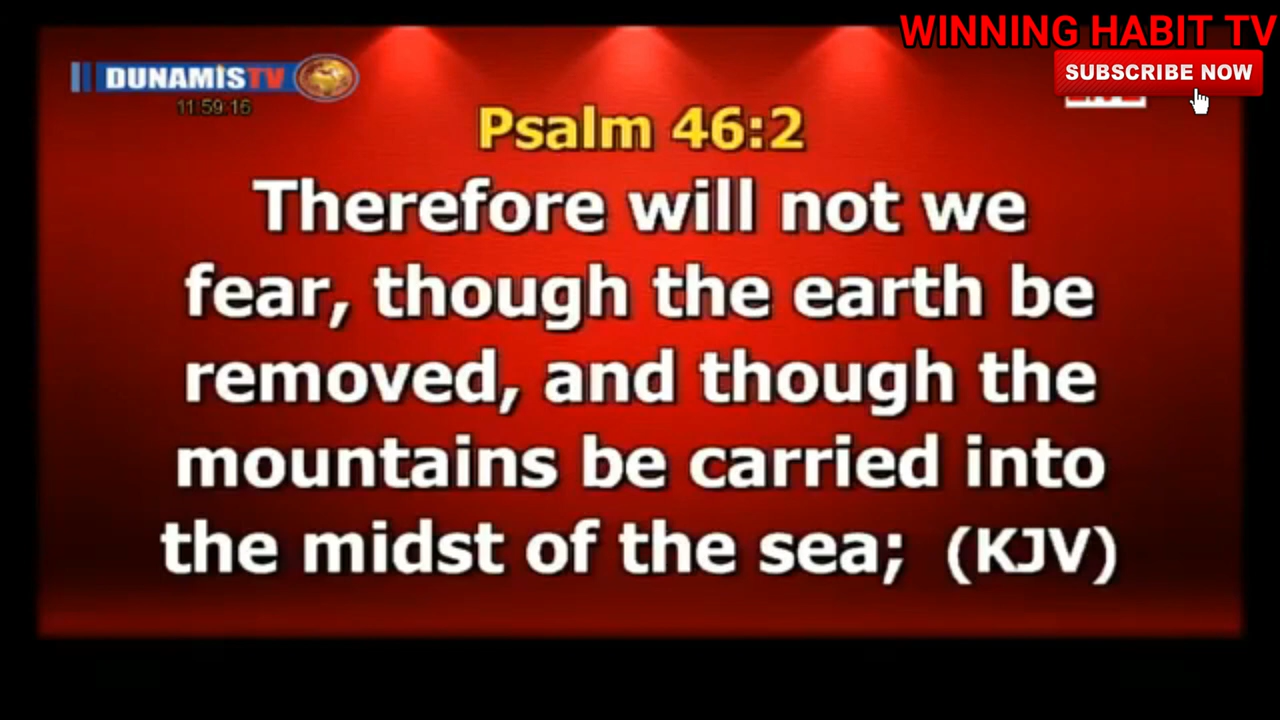 WINNING HABIT TV
DUNAMISTV
SUBSCRIBE NOW
11:59:16
Psalm 46:2
Therefore will not we
fear, though the earth be
removed, and though the
mountains be carried into
the midst of the sea; (KJV)